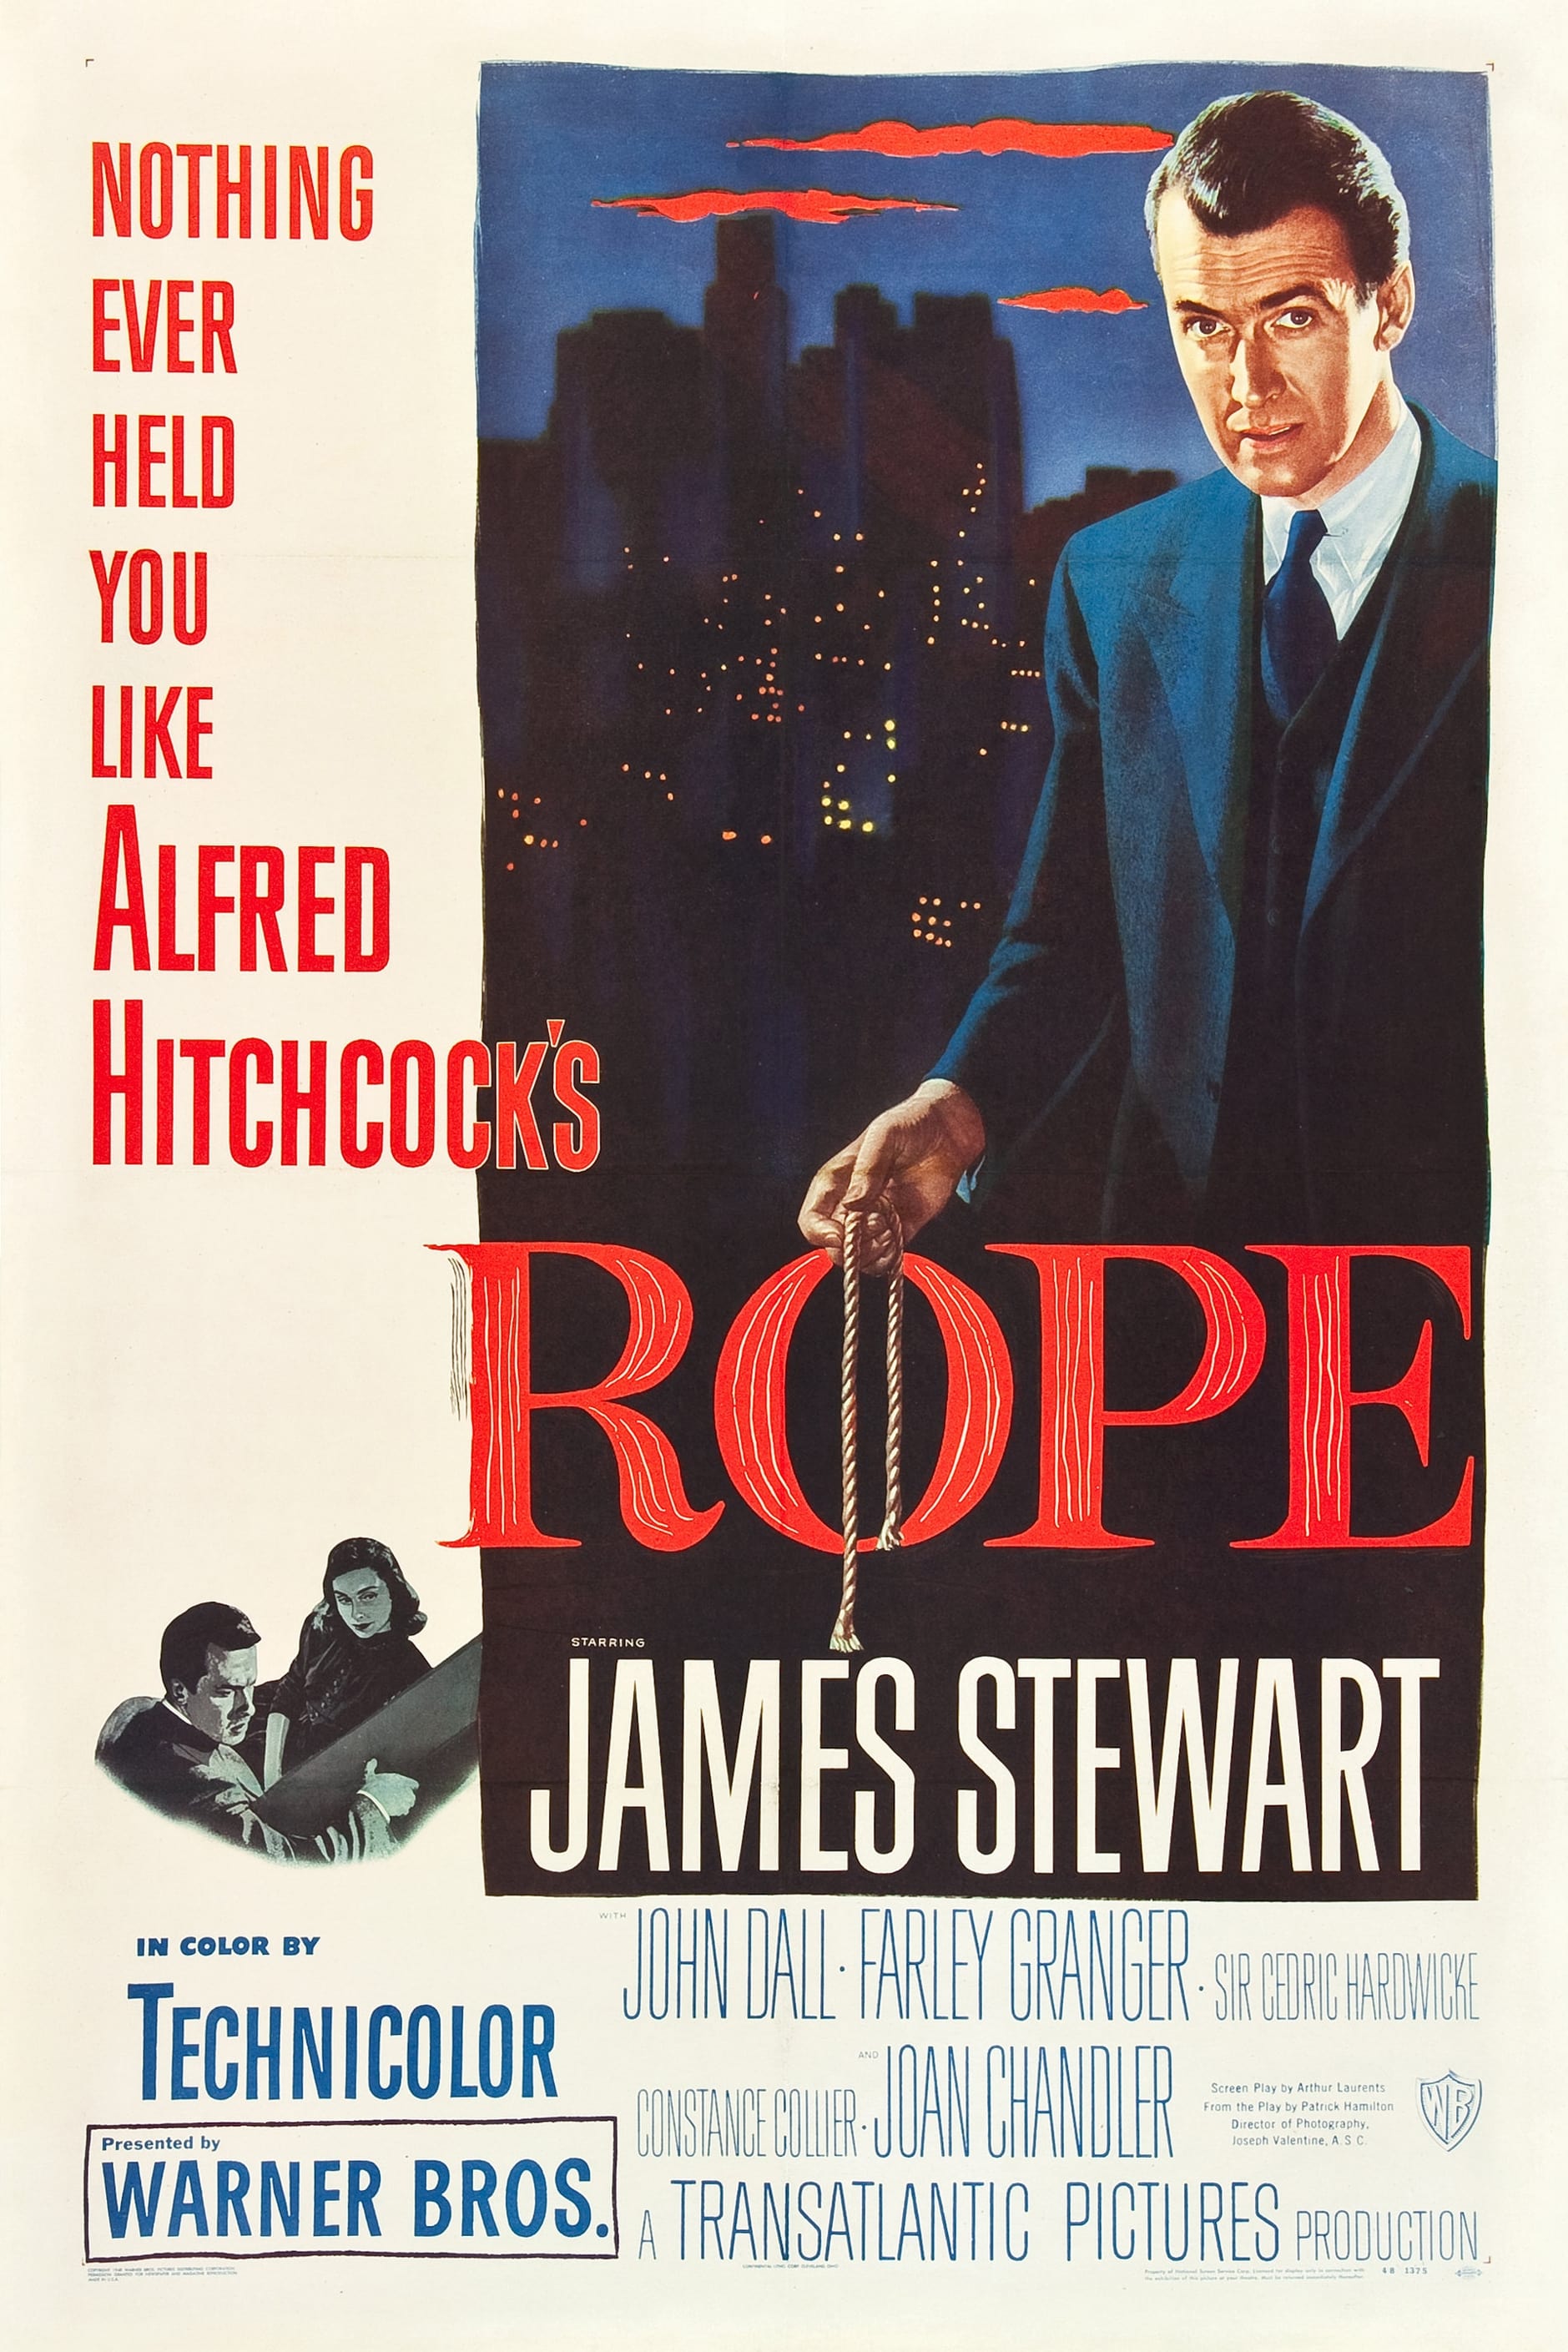 NOTHING
EVER
HELD
YOU
LIKE
ALFRED
HITCHCOCK'S
ROPE
STARRING
JAMES STEWART
WITH JOHN DALL · FARLEY GRANGER · SIR CEDRIC HARDWICKE
CONSTANCE COLLIER · AND JOAN CHANDLER
Screen Play by Arthur Laurents
From the Play by Patrick Hamilton
Director of Photography,
Joseph Valentine, A.S.C.
WB
A TRANSATLANTIC PICTURES PRODUCTION
IN COLOR BY
TECHNICOLOR
Presented by
WARNER BROS.
48 1375